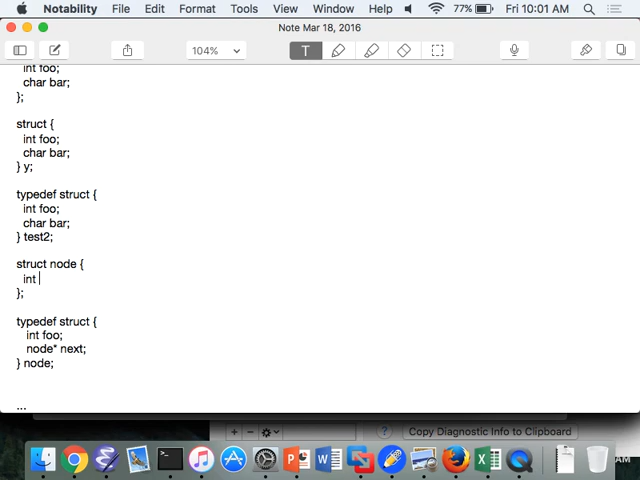 Notability File Edit Tools View Window Help 77% Fri 10:01 AM
Note Mar 18, 2016
104% T
int foo;
char bar;
};
struct {
int foo;
char bar;
} y;
typedef struct {
int foo;
char bar;
} test2;
struct node {
int
};
typedef struct {
int foo;
node* next;
} node;
...
+ − ? Copy Diagnostic Info to Clipboard
AM